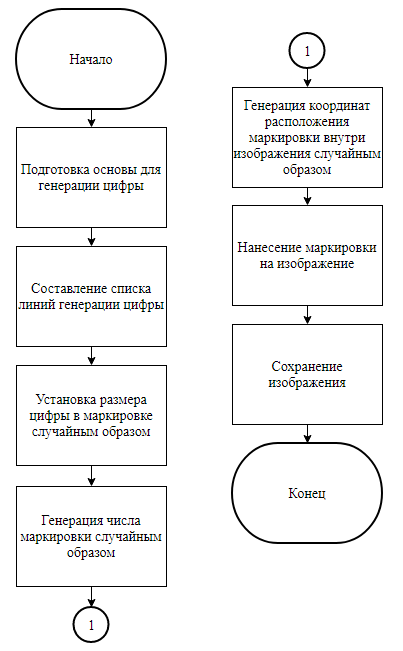 Начало
Подготовка основы для
генерации цифры
Составление списка
линий генерации цифры
Установка размера
цифры в маркировке
случайным образом
Генерация числа
маркировки случайным
образом
1
1
Генерация координат
расположения
маркировки внутри
изображения случайным
образом
Нанесение маркировки
на изображение
Сохранение
изображения
Конец